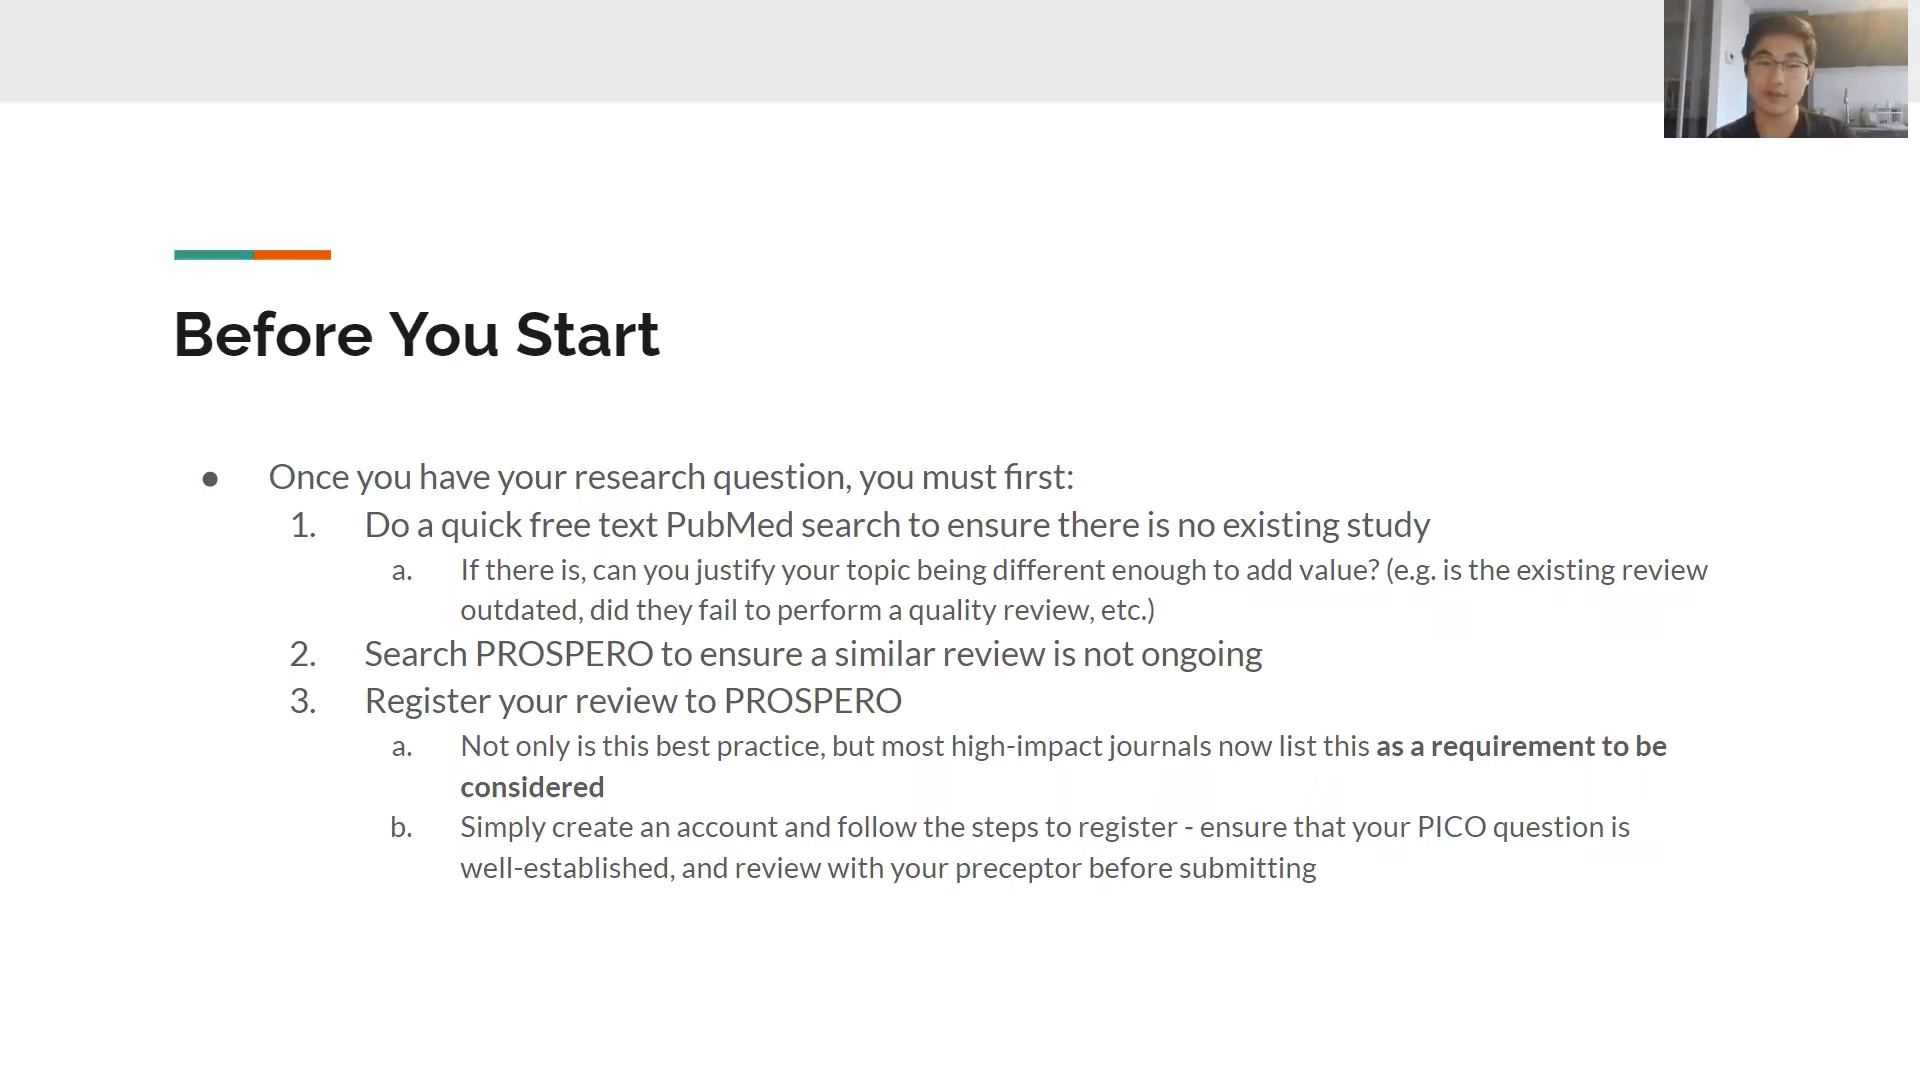 Before You Start
● Once you have your research question, you must first:
1. Do a quick free text PubMed search to ensure there is no existing study
a. If there is, can you justify your topic being different enough to add value? (e.g. is the existing review
outdated, did they fail to perform a quality review, etc.)
2. Search PROSPERO to ensure a similar review is not ongoing
3. Register your review to PROSPERO
a. Not only is this best practice, but most high-impact journals now list this as a requirement to be
considered
b. Simply create an account and follow the steps to register - ensure that your PICO question is
well-established, and review with your preceptor before submitting